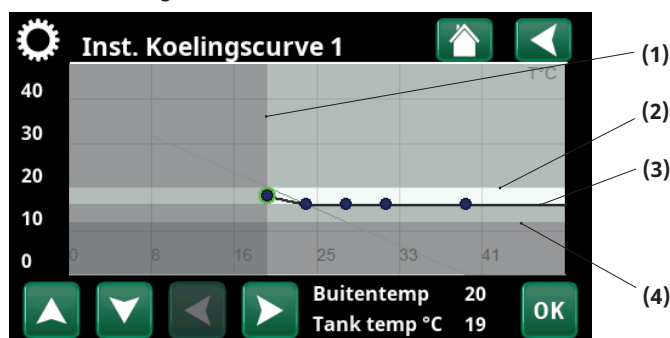 Inst. Koelingscurve 1
(1)
T°C
40
(2)
30
(3)
20
10
0 8 16 25 33 41
0
(4)
Buitentemp 20
OK
Tank temp °C 19